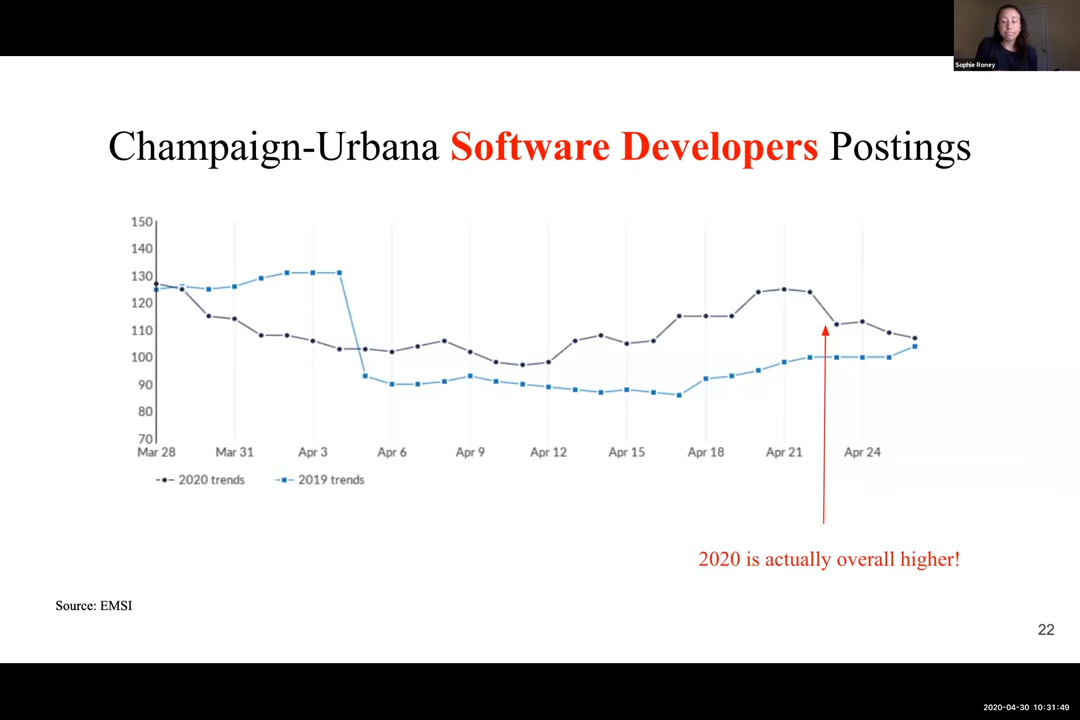 Sophie Roney
Champaign-Urbana Software Developers Postings
150
140
130
120
110
100
90
80
70
Mar 28 Mar 31 Apr 3 Apr 6 Apr 9 Apr 12 Apr 15 Apr 18 Apr 21 Apr 24
2020 trends 2019 trends
2020 is actually overall higher!
Source: EMSI
22
2020-04-30 10:31:49